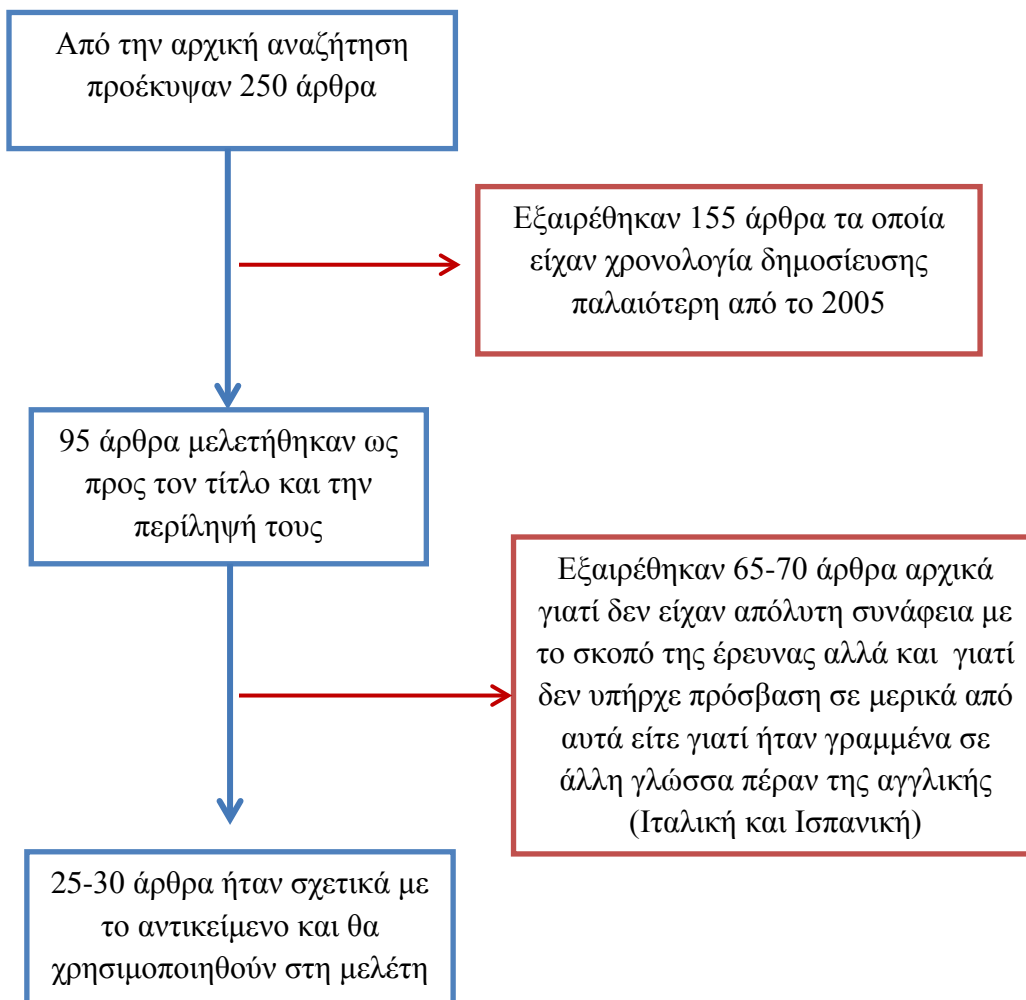 Από την αρχική αναζήτηση
προέκυψαν 250 άρθρα
Εξαιρέθηκαν 155 άρθρα τα οποία
είχαν χρονολογία δημοσίευσης
παλαιότερη από το 2005
95 άρθρα μελετήθηκαν ως
προς τον τίτλο και την
περίληψή τους
Εξαιρέθηκαν 65-70 άρθρα αρχικά
γιατί δεν είχαν απόλυτη συνάφεια με
το σκοπό της έρευνας αλλά και  γιατί
δεν υπήρχε πρόσβαση σε μερικά από
αυτά είτε γιατί ήταν γραμμένα σε
άλλη γλώσσα πέραν της αγγλικής
(Ιταλική και Ισπανική)
25-30 άρθρα ήταν σχετικά με
το αντικείμενο και θα
χρησιμοποιηθούν στη μελέτη